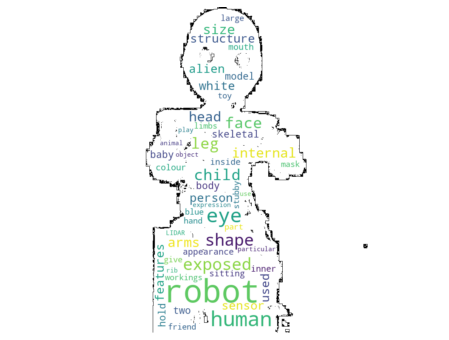 large
size
structure
mouth
alien
model
white
toy
head
face
limbs
play
skeletal
leg
animal
internal
baby
object
inside
mask
colour
child
body
stubby
use
person
expression
blue
eye
hand
part
LIDAR
arms
shape
appearance
particular
give
exposed
rib
inner
sitting
features
workings
robot
used
hold
sensor
two
human
friend